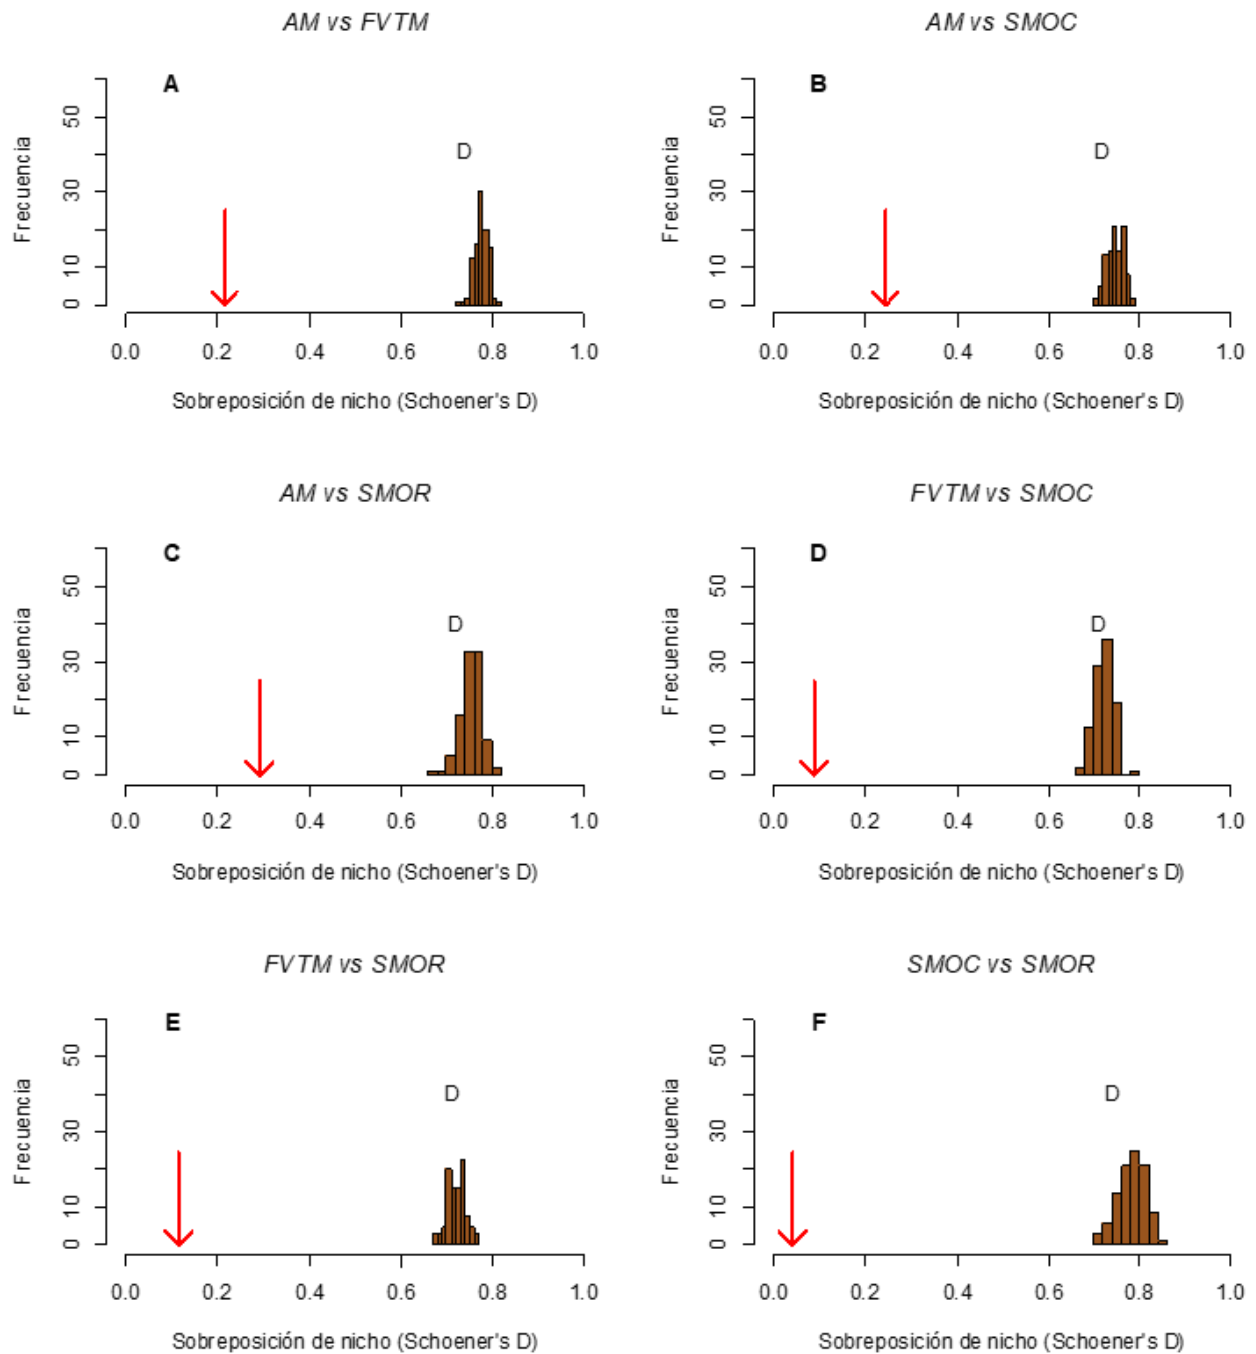 AM vs FVTM
A
D
Frecuencia
50
30
10
0
0.0 0.2 0.4 0.6 0.8 1.0
Sobreposición de nicho (Schoener's D)
AM vs SMOC
B
D
Frecuencia
50
30
10
0
0.0 0.2 0.4 0.6 0.8 1.0
Sobreposición de nicho (Schoener's D)
AM vs SMOR
C
D
Frecuencia
50
30
10
0
0.0 0.2 0.4 0.6 0.8 1.0
Sobreposición de nicho (Schoener's D)
FVTM vs SMOC
D
D
Frecuencia
50
30
10
0
0.0 0.2 0.4 0.6 0.8 1.0
Sobreposición de nicho (Schoener's D)
FVTM vs SMOR
E
D
Frecuencia
50
30
10
0
0.0 0.2 0.4 0.6 0.8 1.0
Sobreposición de nicho (Schoener's D)
SMOC vs SMOR
F
D
Frecuencia
50
30
10
0
0.0 0.2 0.4 0.6 0.8 1.0
Sobreposición de nicho (Schoener's D)